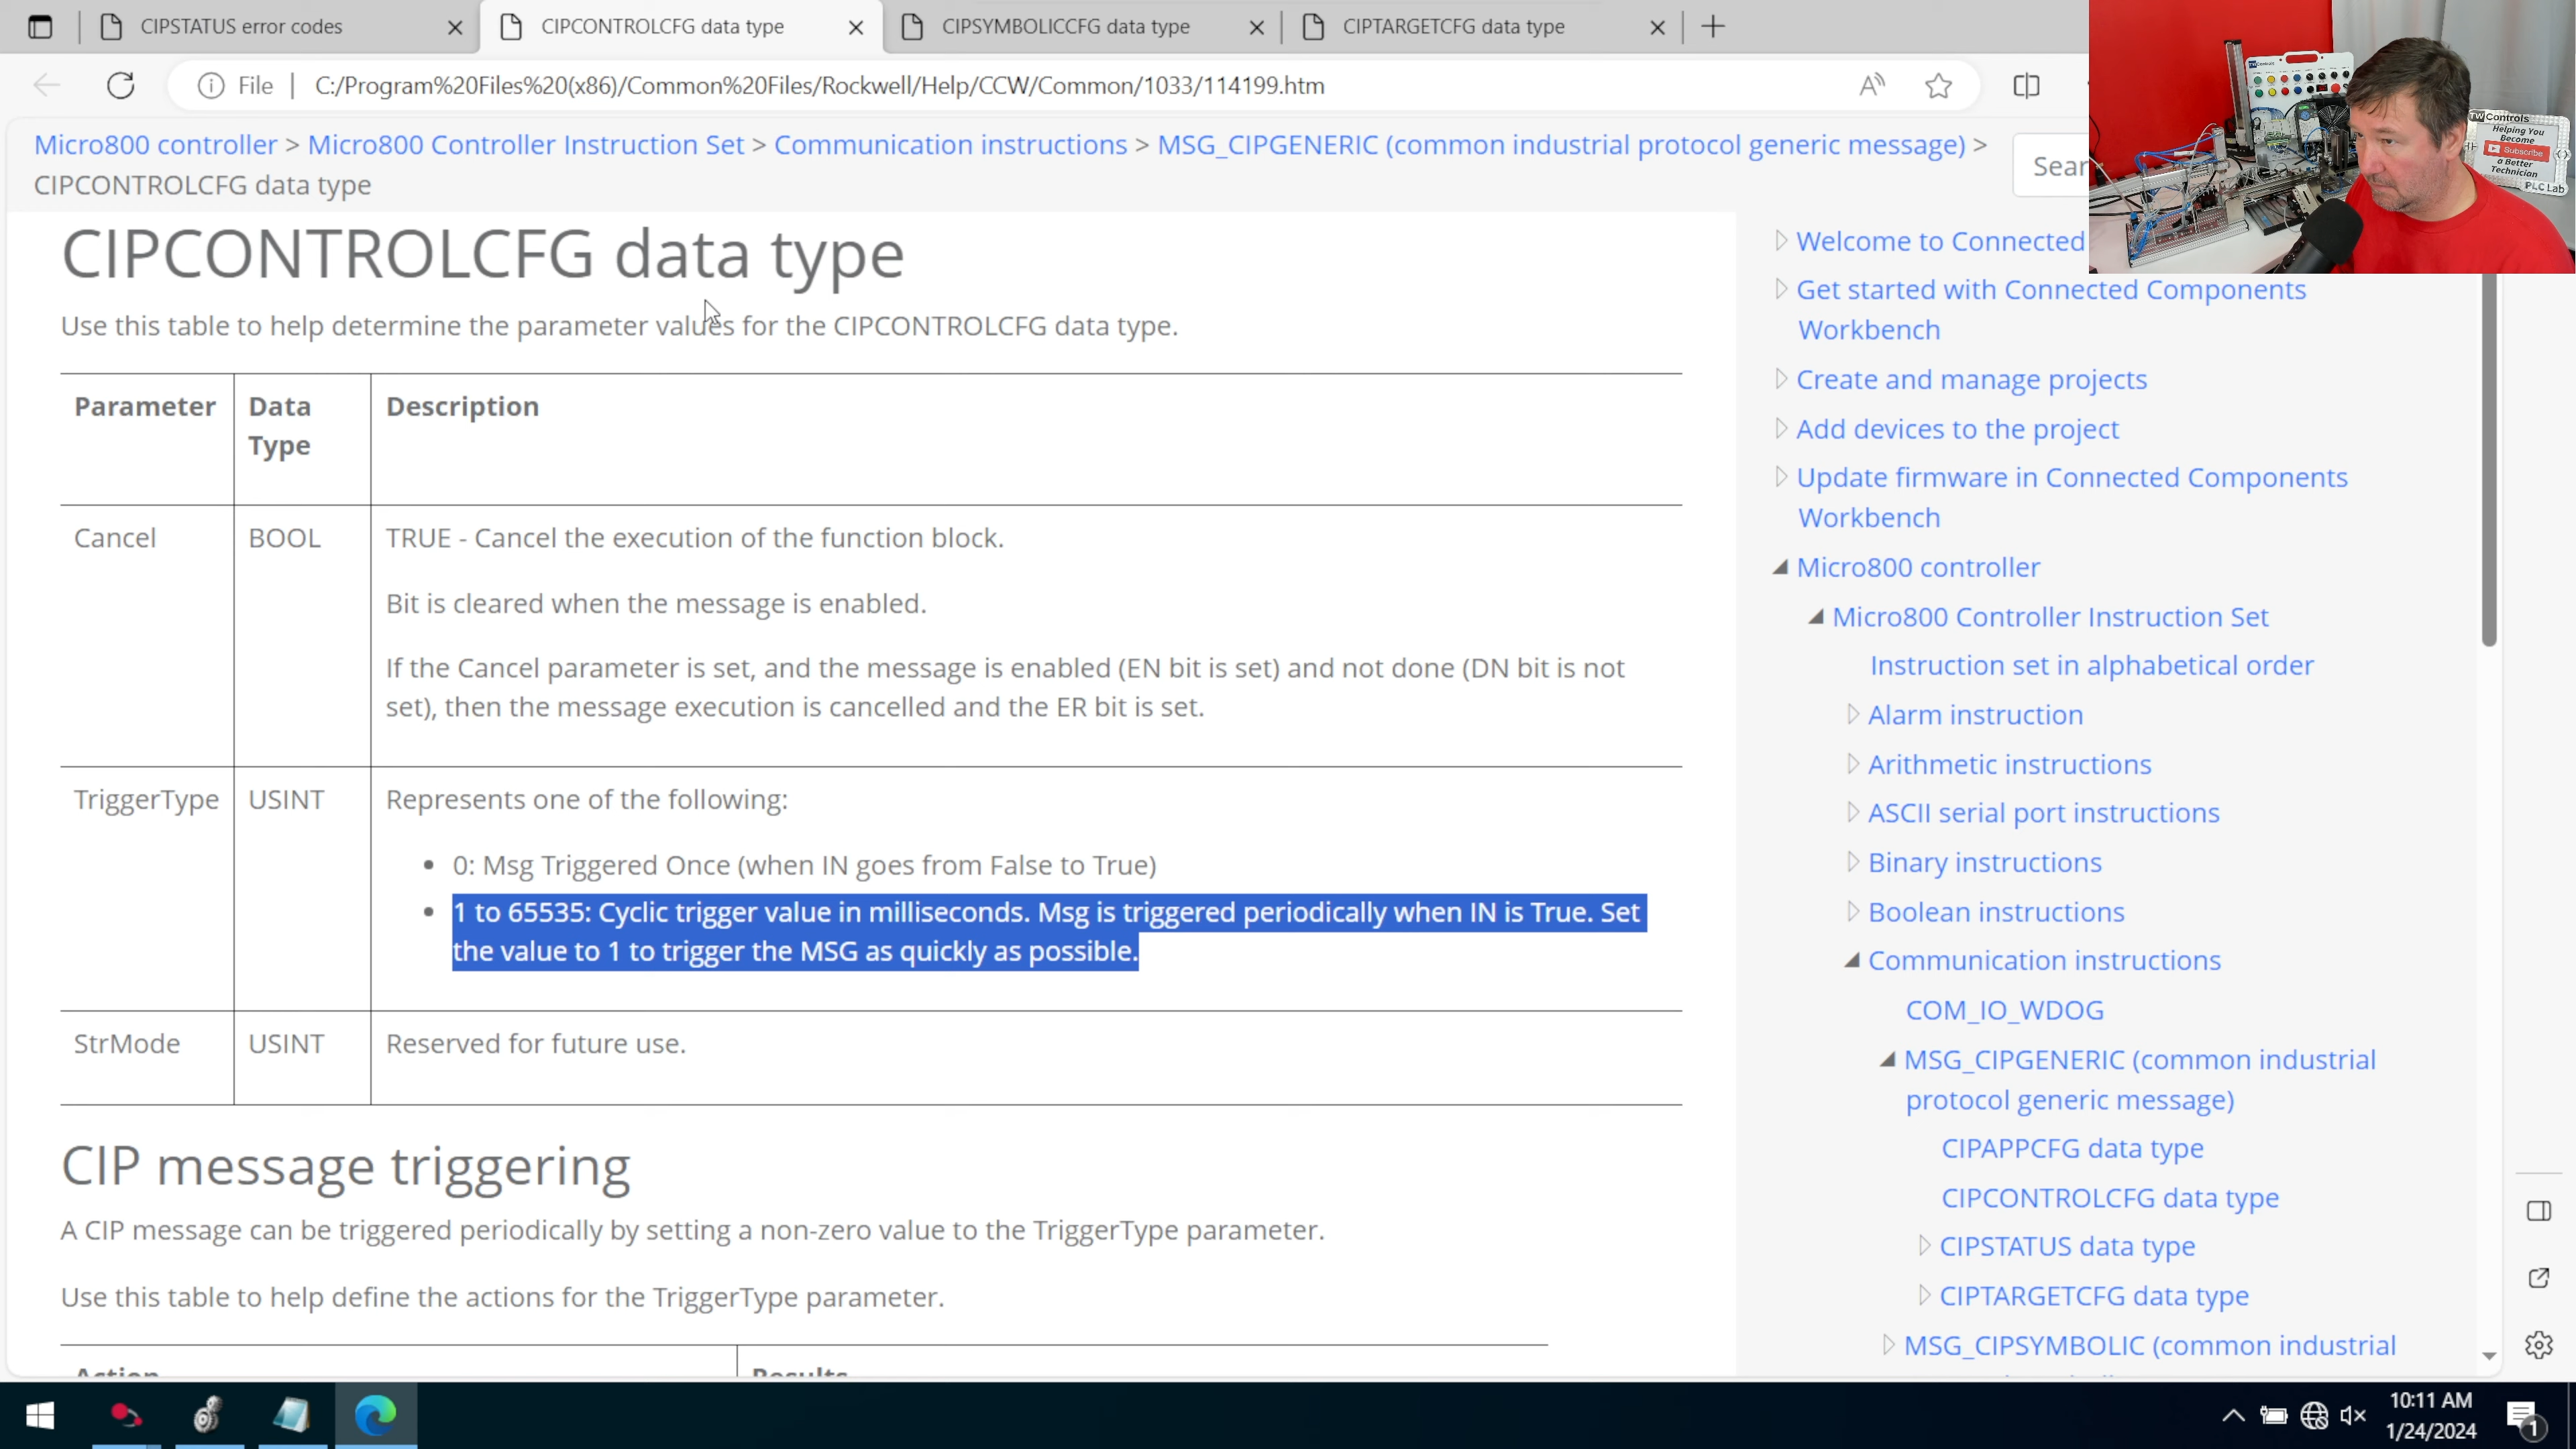 CIPSTATUS error codes
CIPCONTROLCFG data type
CIPSYMBOLICCFG data type
CIPTARGETCFG data type
File
C:/Program%20Files%20(x86)/Common%20Files/Rockwell/Help/CCW/Common/1033/114199.htm
Micro800 controller > Micro800 Controller Instruction Set > Communication instructions > MSG_CIPGENERIC (common industrial protocol generic message) >
CIPCONTROLCFG data type
Sear
CIPCONTROLCFG data type
Use this table to help determine the parameter values for the CIPCONTROLCFG data type.
Parameter
Data
Type
Description
Cancel
BOOL
TRUE - Cancel the execution of the function block.
Bit is cleared when the message is enabled.
If the Cancel parameter is set, and the message is enabled (EN bit is set) and not done (DN bit is not
set), then the message execution is cancelled and the ER bit is set.
TriggerType
USINT
Represents one of the following:
• 0: Msg Triggered Once (when IN goes from False to True)
• 1 to 65535: Cyclic trigger value in milliseconds. Msg is triggered periodically when IN is True. Set
the value to 1 to trigger the MSG as quickly as possible.
StrMode
USINT
Reserved for future use.
CIP message triggering
A CIP message can be triggered periodically by setting a non-zero value to the TriggerType parameter.
Use this table to help define the actions for the TriggerType parameter.
Action
Results
Welcome to Connected
Get started with Connected Components
Workbench
Create and manage projects
Add devices to the project
Update firmware in Connected Components
Workbench
Micro800 controller
Micro800 Controller Instruction Set
Instruction set in alphabetical order
Alarm instruction
Arithmetic instructions
ASCII serial port instructions
Binary instructions
Boolean instructions
Communication instructions
COM_IO_WDOG
MSG_CIPGENERIC (common industrial
protocol generic message)
CIPAPPCFG data type
CIPCONTROLCFG data type
CIPSTATUS data type
CIPTARGETCFG data type
MSG_CIPSYMBOLIC (common industrial
TW Controls
Helping You
Become
Subscribe
a Better
Technician
PLC Lab
10:11 AM
1/24/2024
1